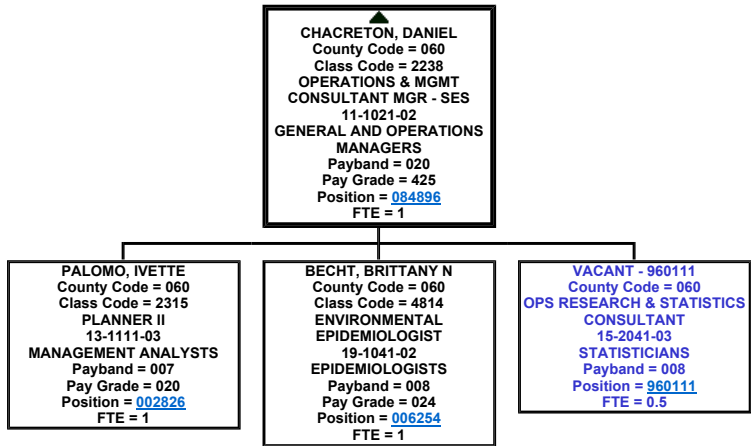 CHACRETON, DANIEL
County Code = 060
Class Code = 2238
OPERATIONS & MGMT
CONSULTANT MGR - SES
11-1021-02
GENERAL AND OPERATIONS
MANAGERS
Payband = 020
Pay Grade = 425
Position = 084896
FTE = 1
PALOMO, IVETTE
County Code = 060
Class Code = 2315
PLANNER II
13-1111-03
MANAGEMENT ANALYSTS
Payband = 007
Pay Grade = 020
Position = 002826
FTE = 1
BECHT, BRITTANY N
County Code = 060
Class Code = 4814
ENVIRONMENTAL
EPIDEMIOLOGIST
19-1041-02
EPIDEMIOLOGISTS
Payband = 008
Pay Grade = 024
Position = 006254
FTE = 1
VACANT - 960111
County Code = 060
OPS RESEARCH & STATISTICS
CONSULTANT
15-2041-03
STATISTICIANS
Payband = 008
Position = 960111
FTE = 0.5